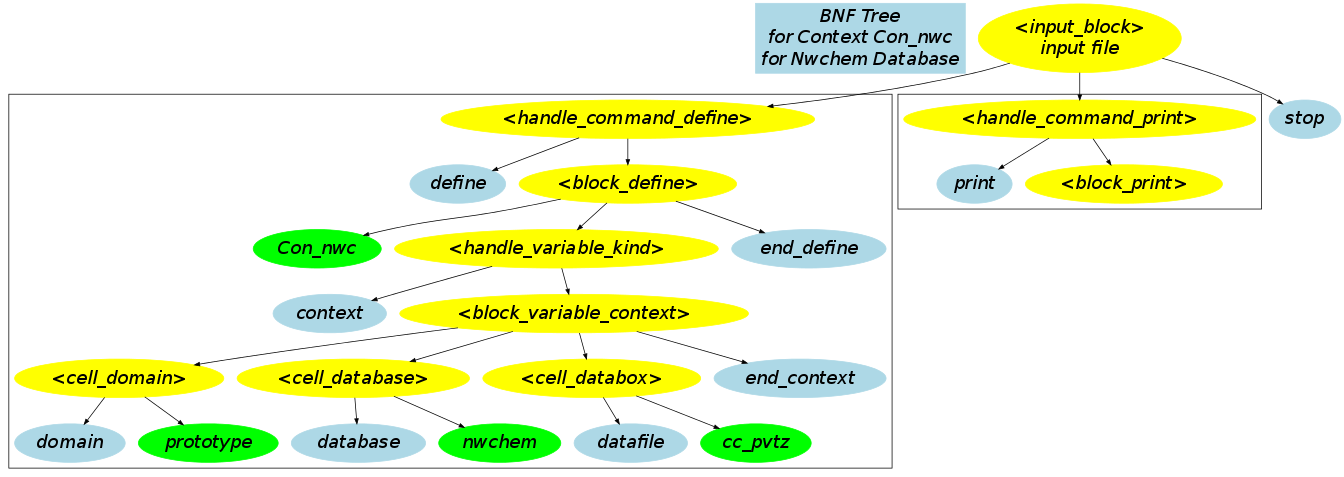 BNF Tree
for Context Con_nwc
for Nwchem Database
<input_block>
input file
<handle_command_define>
<handle_command_print>
stop
define
<block_define>
print
<block_print>
Con_nwc
<handle_variable_kind>
end_define
context
<block_variable_context>
<cell_domain>
<cell_database>
<cell_databox>
end_context
domain
prototype
database
nwchem
datafile
cc_pvtz